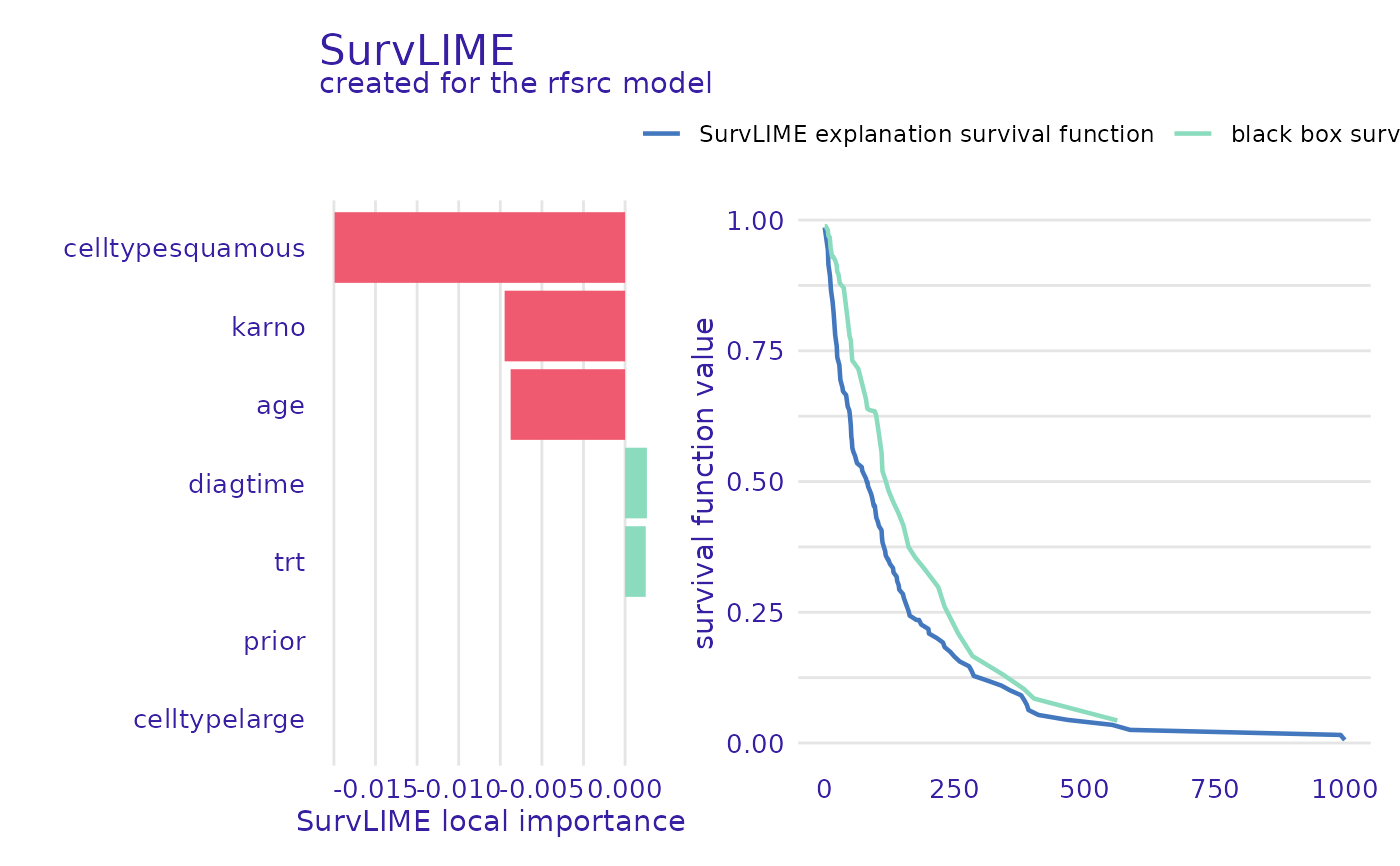 SurvLIME
created for the rfsrc model
SurvLIME explanation survival function
black box surv
celltypesquamous
karno
age
diagtime
trt
prior
celltypelarge
-0.015
-0.010
-0.005
0.000
SurvLIME local importance
survival function value
1.00
0.75
0.50
0.25
0.00
0
250
500
750
1000